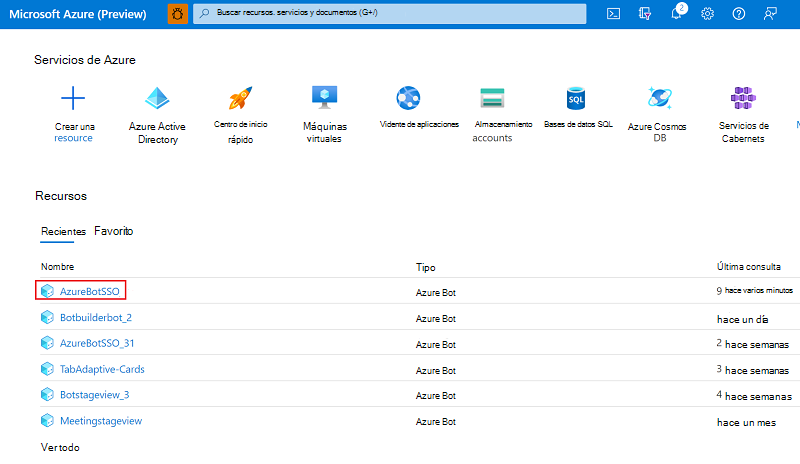 Microsoft Azure (Preview)
Buscar recursos, servicios y documentos (G+/)
2
Servicios de Azure
Crear una resource
Azure Active Directory
Centro de inicio rápido
Máquinas virtuales
Vidente de aplicaciones
Almacenamiento accounts
Bases de datos SQL
Azure Cosmos DB
Servicios de Cabernets
Recursos
Recientes Favorito
Nombre Tipo Última consulta
AzureBotSSO Azure Bot 9 hace varios minutos
Botbuilderbot_2 Azure Bot hace un día
AzureBotSSO_31 Azure Bot 2 hace semanas
TabAdaptive-Cards Azure Bot 3 hace semanas
Botstageview_3 Azure Bot 4 hace semanas
Meetingstageview Azure Bot hace un mes
Ver todo